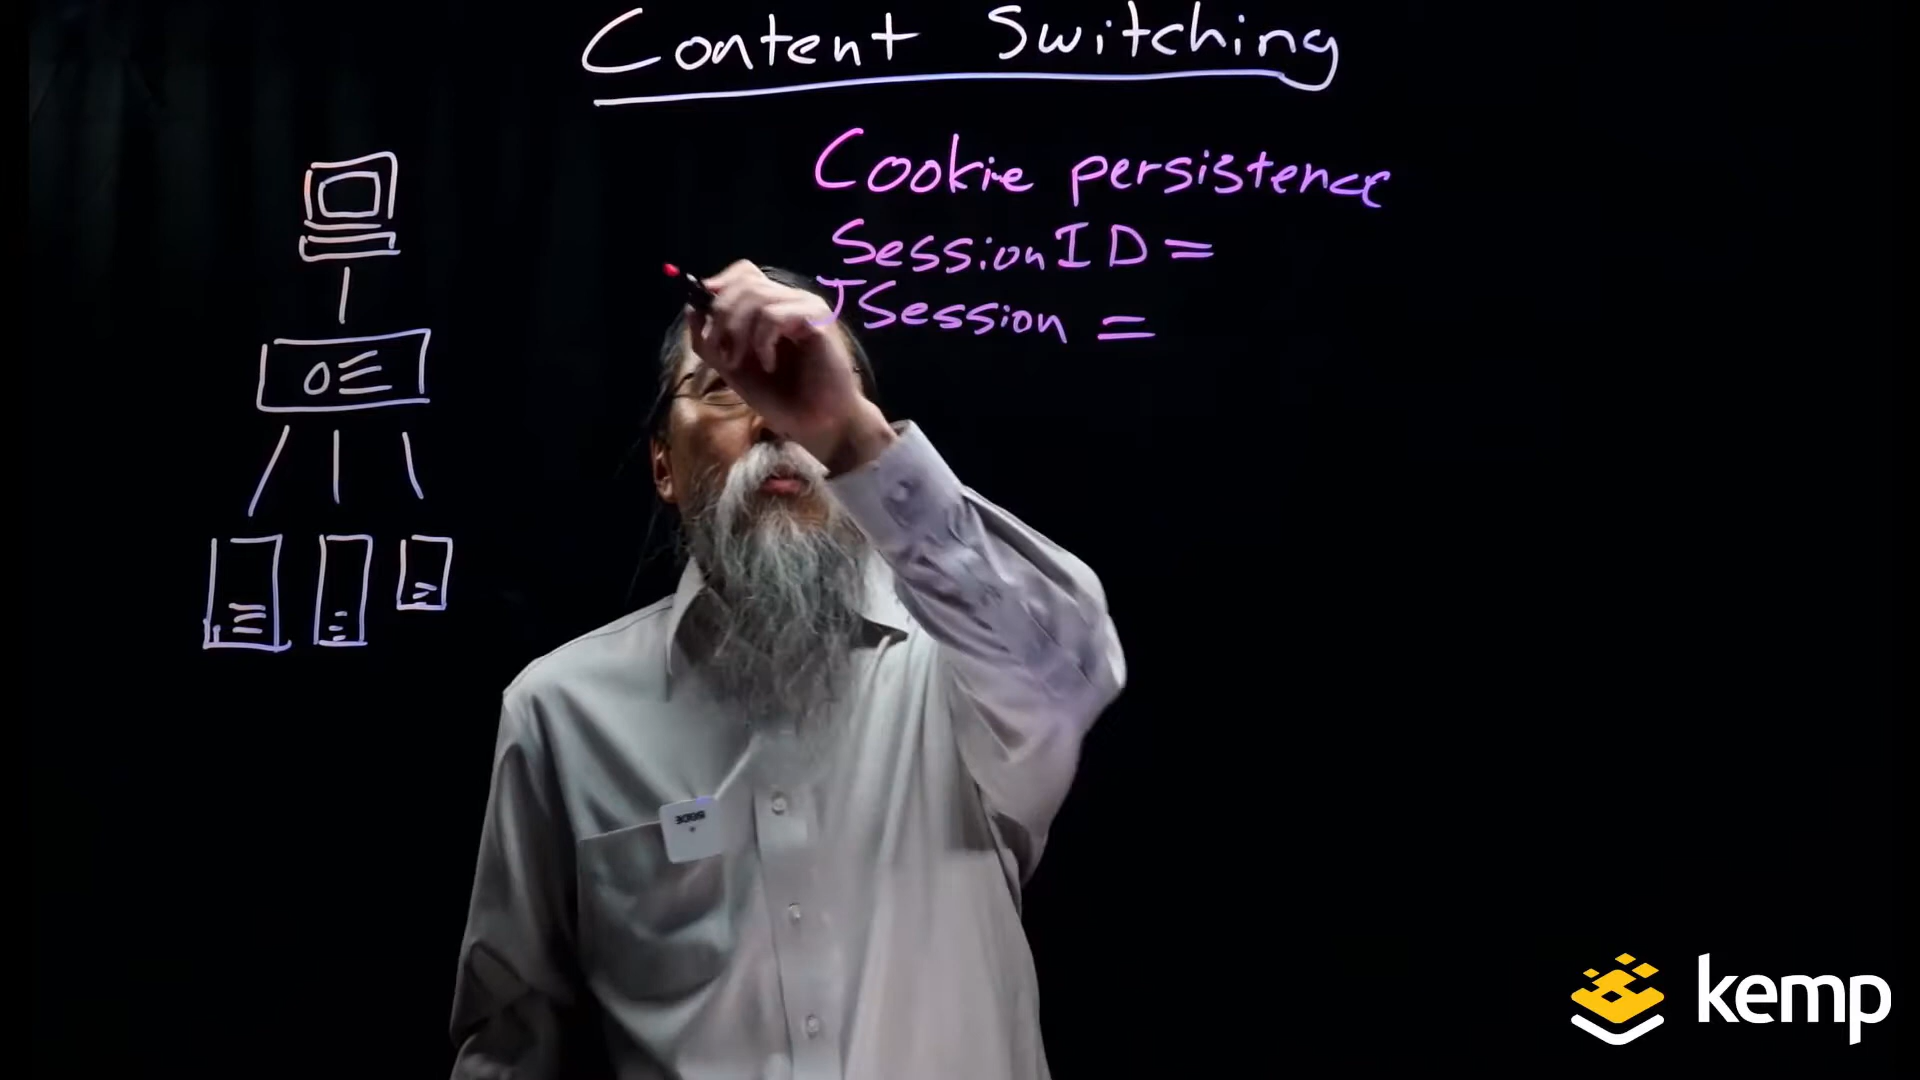 Content Switching
Cookie persistence
SessionID =
JSession =
kemp